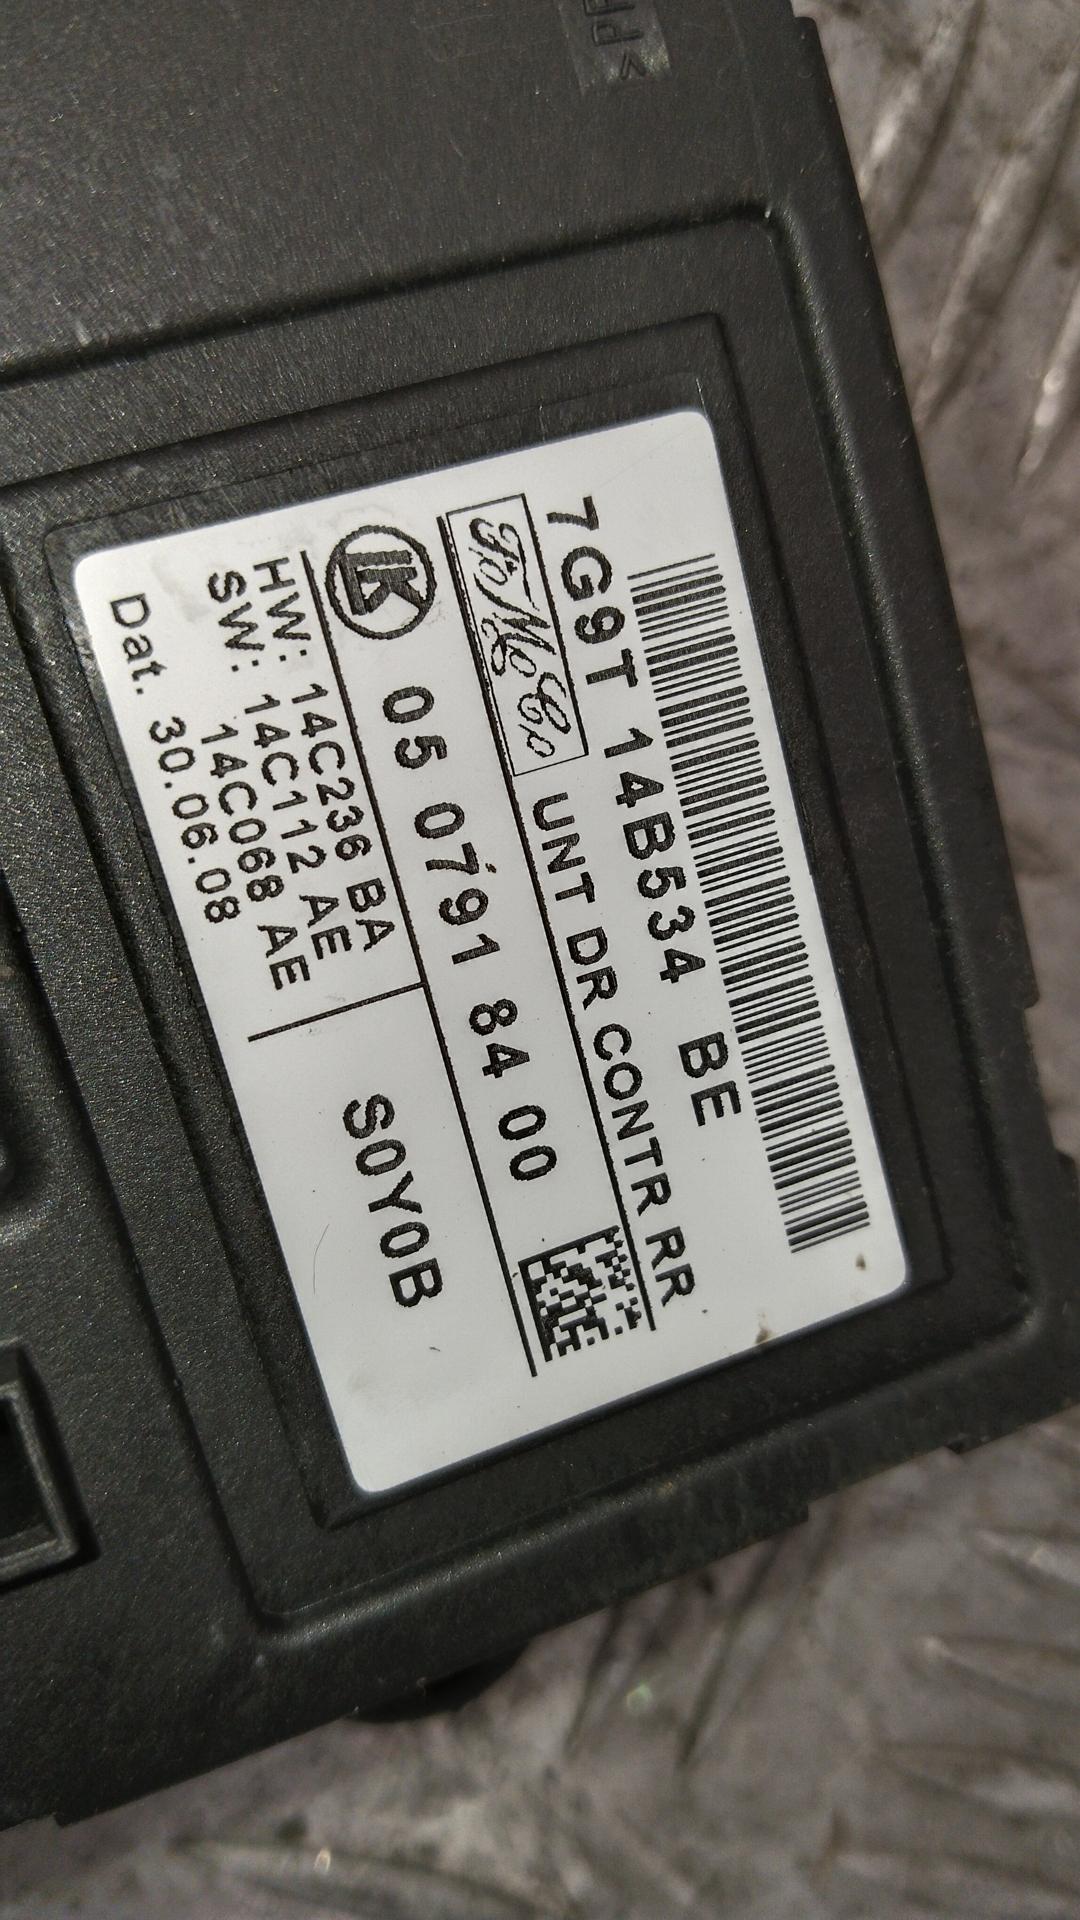 7G9T 14B534 BE
FoMoCo
UNT DR CONTR RR
K
05 0791 84 00
HW: 14C236 BA
SW: 14C112 AE
14C068 AE
Dat. 30.06.08
S0Y0B